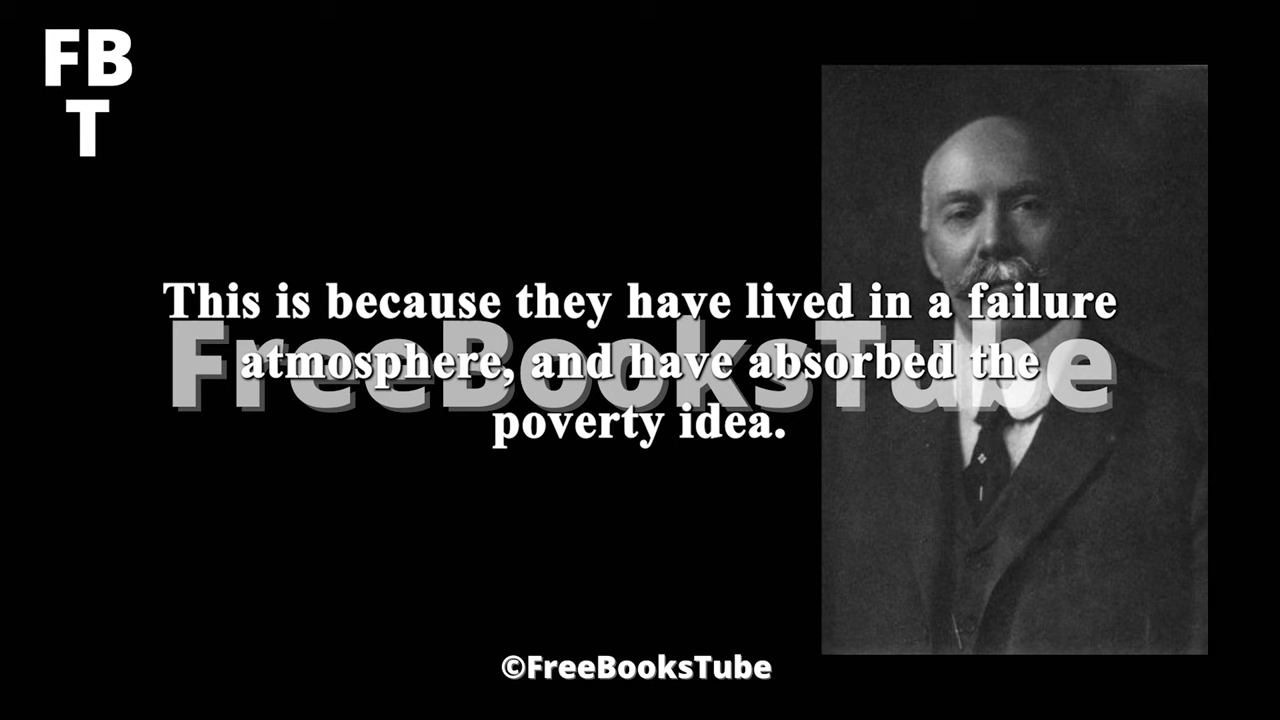 FB
T
This is because they have lived in a failure
FreeBooksTube
atmosphere, and have absorbed the
poverty idea.
©FreeBooksTube